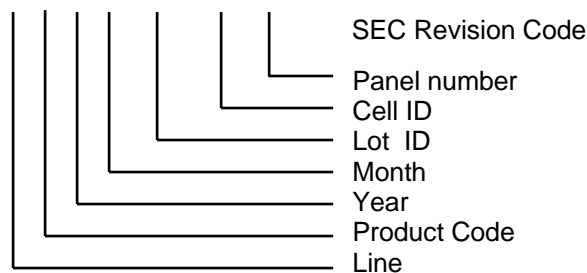 SEC Revision Code
Panel number
Cell ID
Lot ID
Month
Year
Product Code
Line